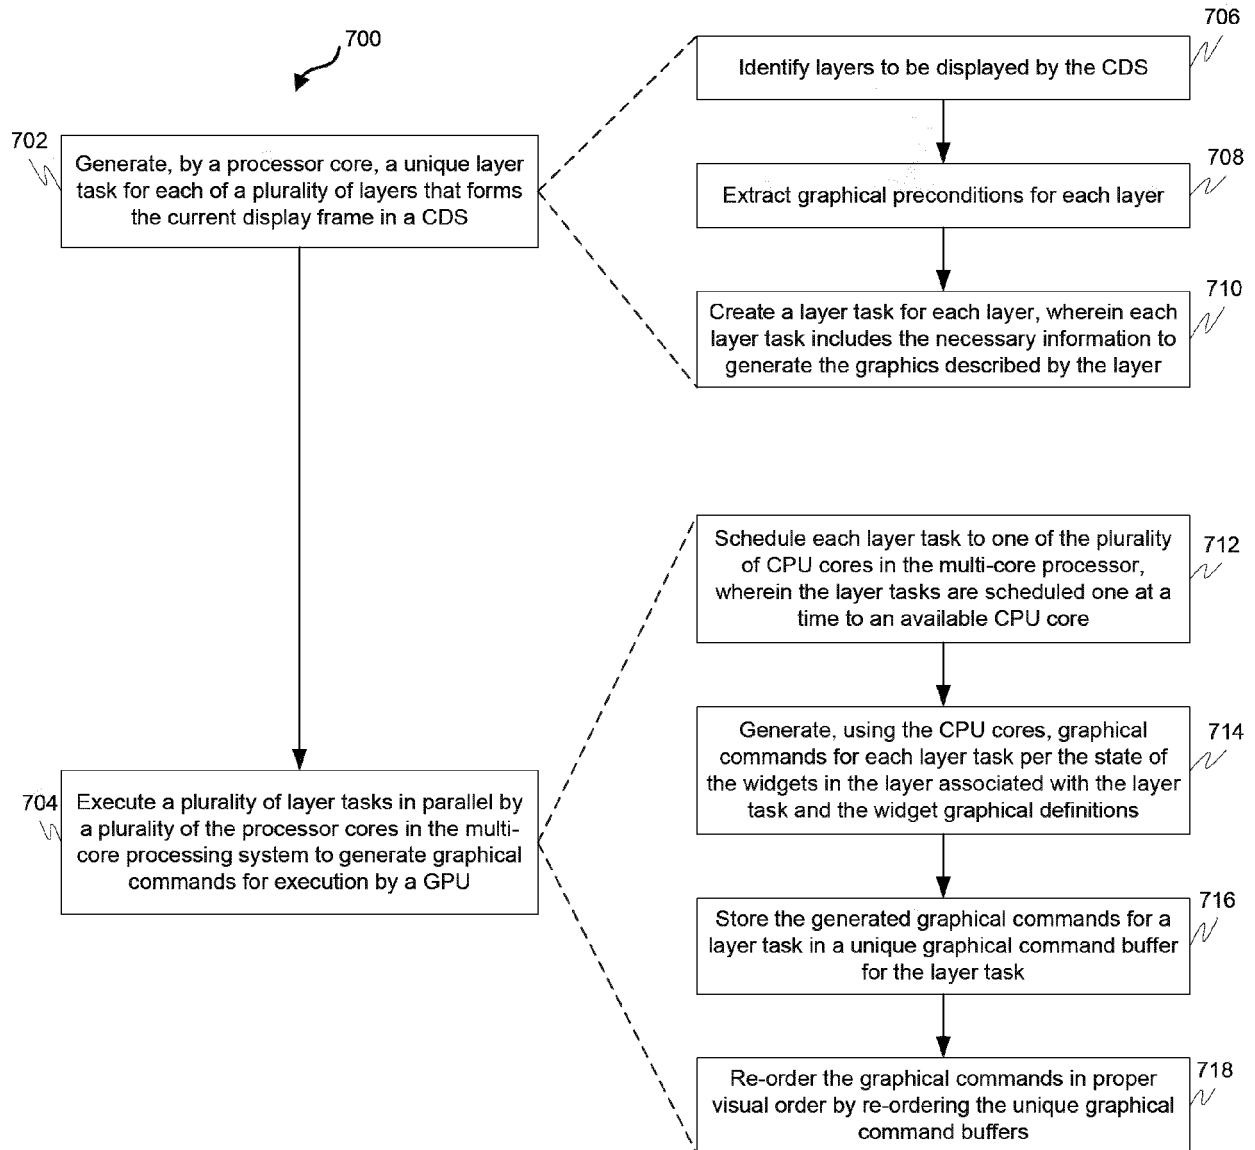 700
702
Generate, by a processor core, a unique layer
task for each of a plurality of layers that forms
the current display frame in a CDS
706
Identify layers to be displayed by the CDS
708
Extract graphical preconditions for each layer
710
Create a layer task for each layer, wherein each
layer task includes the necessary information to
generate the graphics described by the layer
704
Execute a plurality of layer tasks in parallel by
a plurality of the processor cores in the multi-
core processing system to generate graphical
commands for execution by a GPU
712
Schedule each layer task to one of the plurality
of CPU cores in the multi-core processor,
wherein the layer tasks are scheduled one at a
time to an available CPU core
714
Generate, using the CPU cores, graphical
commands for each layer task per the state of
the widgets in the layer associated with the layer
task and the widget graphical definitions
716
Store the generated graphical commands for a
layer task in a unique graphical command buffer
for the layer task
718
Re-order the graphical commands in proper
visual order by re-ordering the unique graphical
command buffers